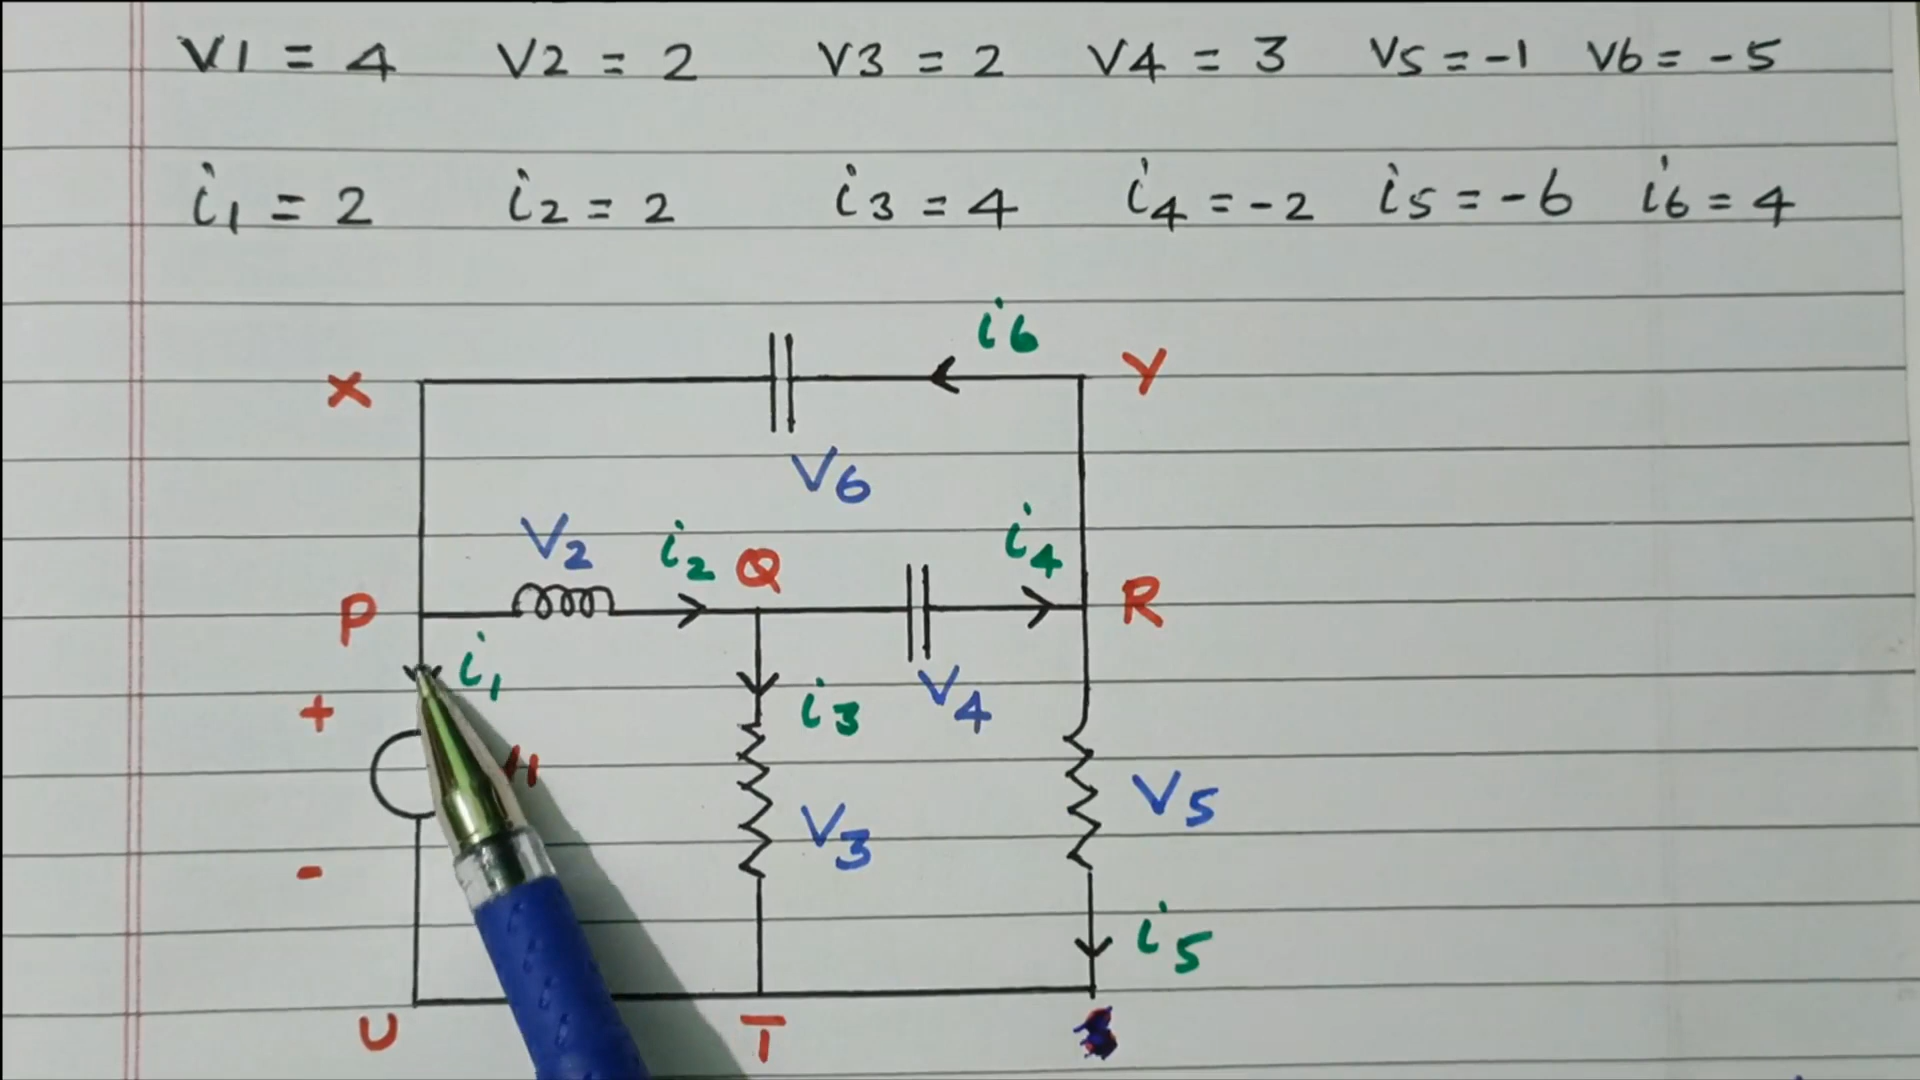 V1 = 4 V2 = 2 V3 = 2 V4 = 3 V5 = -1 V6 = -5
i1 = 2 i2 = 2 i3 = 4 i4 = -2 i5 = -6 i6 = 4
i6
X Y
V6
V2 i2 Q i4
P R
i1
+ i3 V4
V5
V3
-
i5
U T